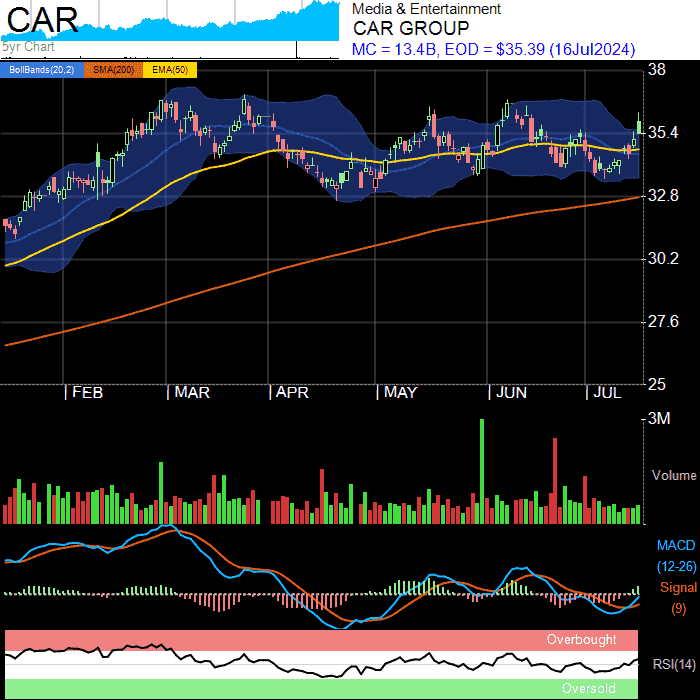 CAR
5yr Chart
Media & Entertainment
CAR GROUP
MC = 13.4B, EOD = $35.39 (16Jul2024)
BollBands(20,2) SMA(200) EMA(50)
38
35.4
32.8
30.2
27.6
25
FEB MAR APR MAY JUN JUL
3M
Volume
MACD
(12-26)
Signal
(9)
Overbought
RSI(14)
Oversold